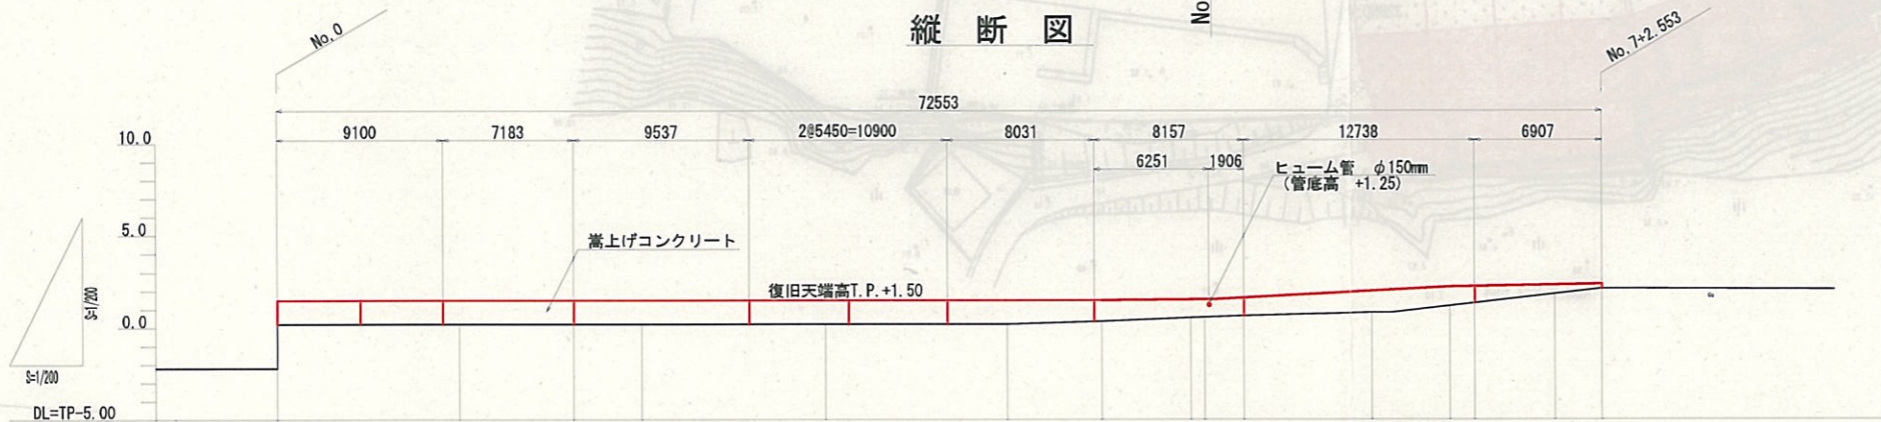 縦断図
No.0
No
No.7+2.553
72553
9100
7183
9537
2@5450=10900
8031
8157
12738
6907
6251
1906
ヒューム管 φ150mm
(管底高 +1.25)
10.0
5.0
0.0
嵩上げコンクリート
復旧天端高T.P.+1.50
S=1/200
S=1/200
DL=TP-5.00